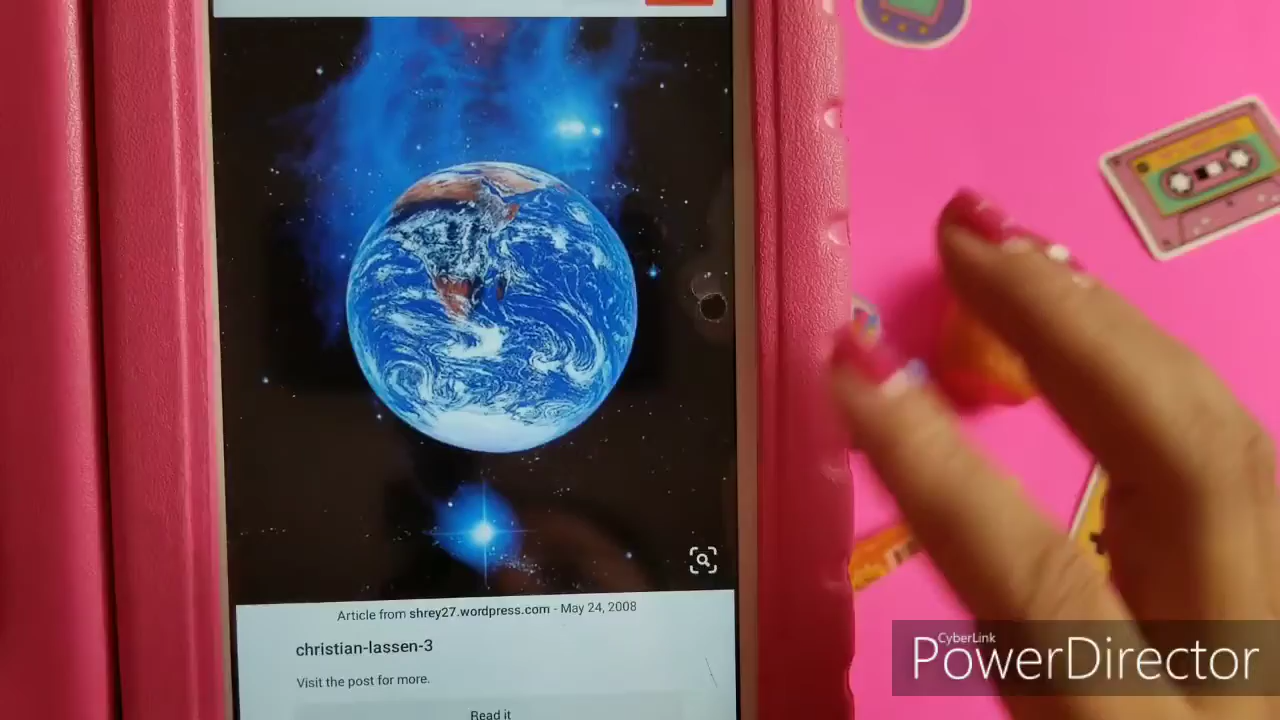 Article from shrey27.wordpress.com - May 24, 2008
christian-lassen-3
Visit the post for more.
Read it
CyberLink
PowerDirector